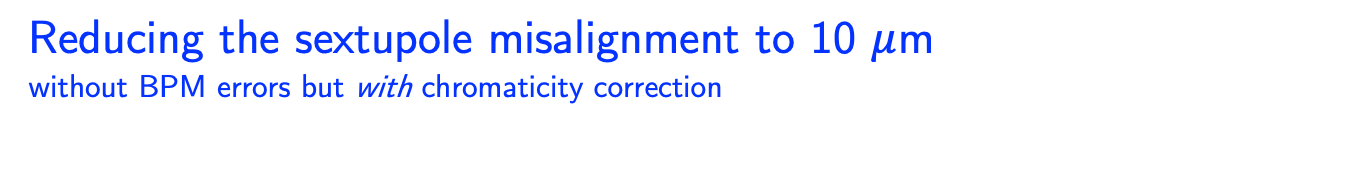 Reducing the sextupole misalignment to 10 μm
without BPM errors but with chromaticity correction